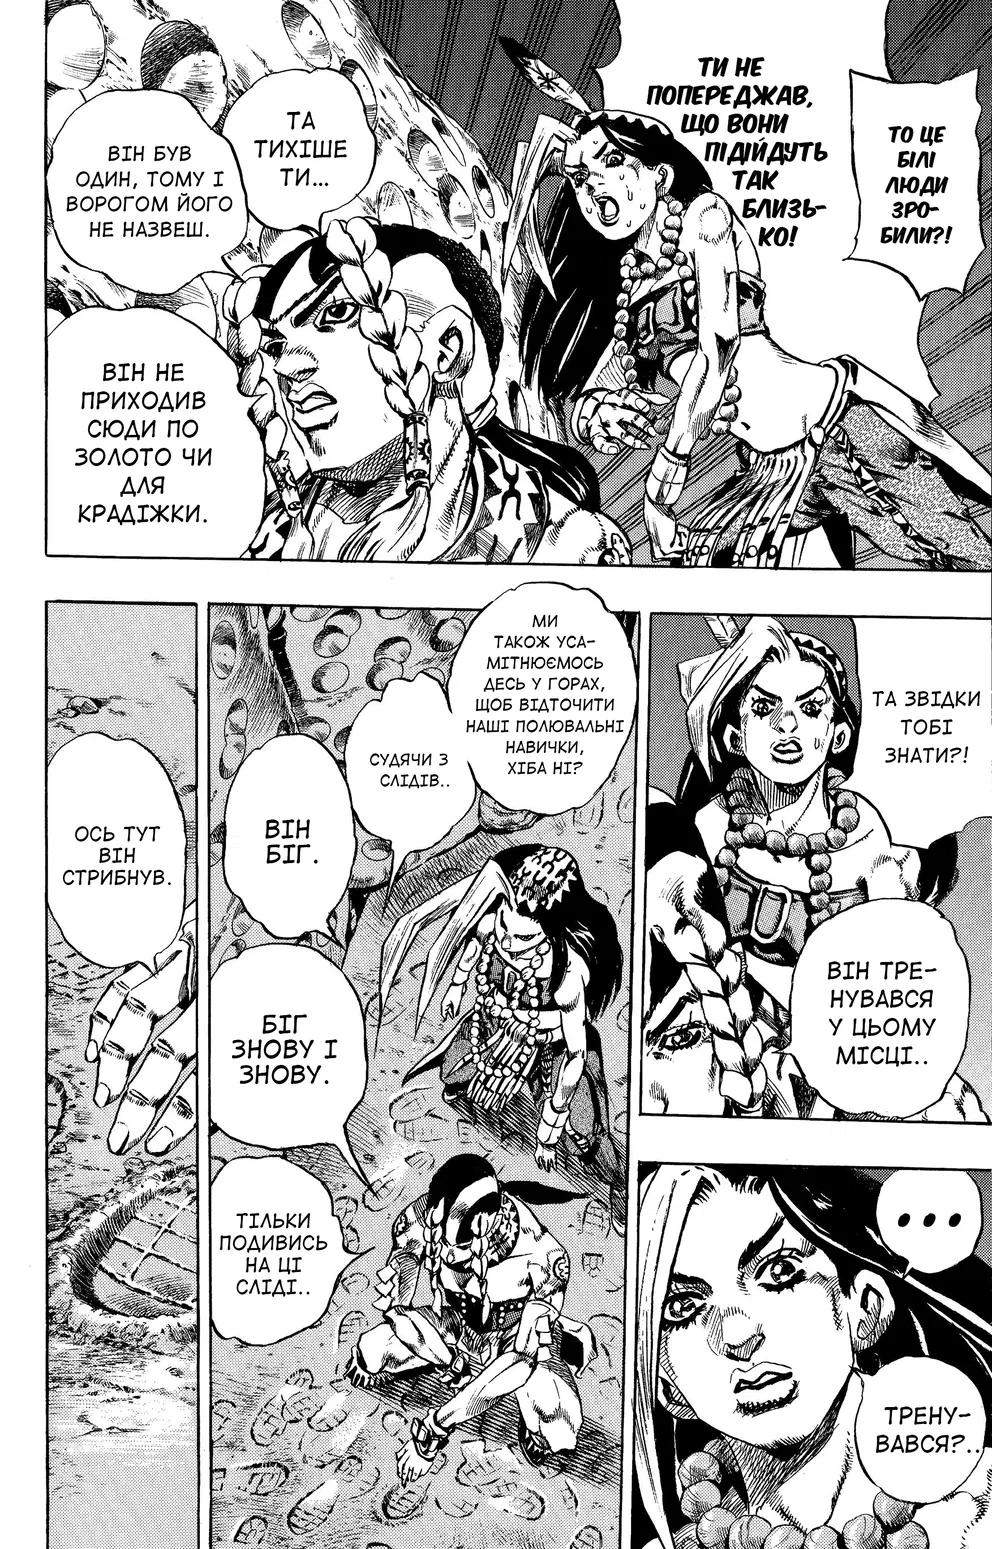 ТО ЦЕ
БІЛІ
ЛЮДИ
ЗРО-
БИЛИ?!
ТИ НЕ
ПОПЕРЕДЖАВ,
ЩО ВОНИ
ПІДІЙДУТЬ
ТАК
БЛИЗЬ-
КО!
ТА
ТИХІШЕ
ТИ...
ВІН БУВ
ОДИН, ТОМУ І
ВОРОГОМ ЙОГО
НЕ НАЗВЕШ.
ВІН НЕ
ПРИХОДИВ
СЮДИ ПО
ЗОЛОТО ЧИ
ДЛЯ
КРАДІЖКИ.
ТА ЗВІДКИ
ТОБІ
ЗНАТИ?!
ВІН ТРЕ-
НУВАВСЯ
У ЦЬОМУ
МІСЦІ..
...
ТРЕНУ-
ВАВСЯ?..
МИ
ТАКОЖ УСА-
МІТНЮЄМОСЬ
ДЕСЬ У ГОРАХ,
ЩОБ ВІДТОЧИТИ
НАШІ ПОЛЮВАЛЬНІ
НАВИЧКИ,
ХІБА НІ?
СУДЯЧИ З
СЛІДІВ..
ВІН
БІГ.
БІГ
ЗНОВУ І
ЗНОВУ.
ТІЛЬКИ
ПОДИВИСЬ
НА ЦІ
СЛІДІ..
ОСЬ ТУТ
ВІН
СТРИБНУВ.